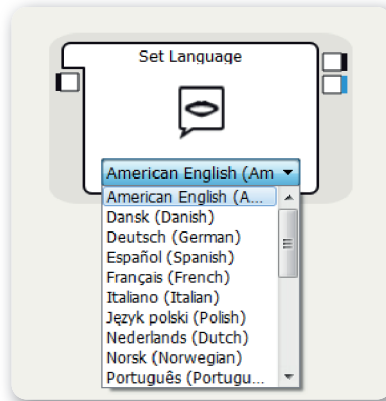 Set Language
American English (Am
American English (A...
Dansk (Danish)
Deutsch (German)
Español (Spanish)
Français (French)
Italiano (Italian)
Język polski (Polish)
Nederlands (Dutch)
Norsk (Norwegian)
Português (Portugu...